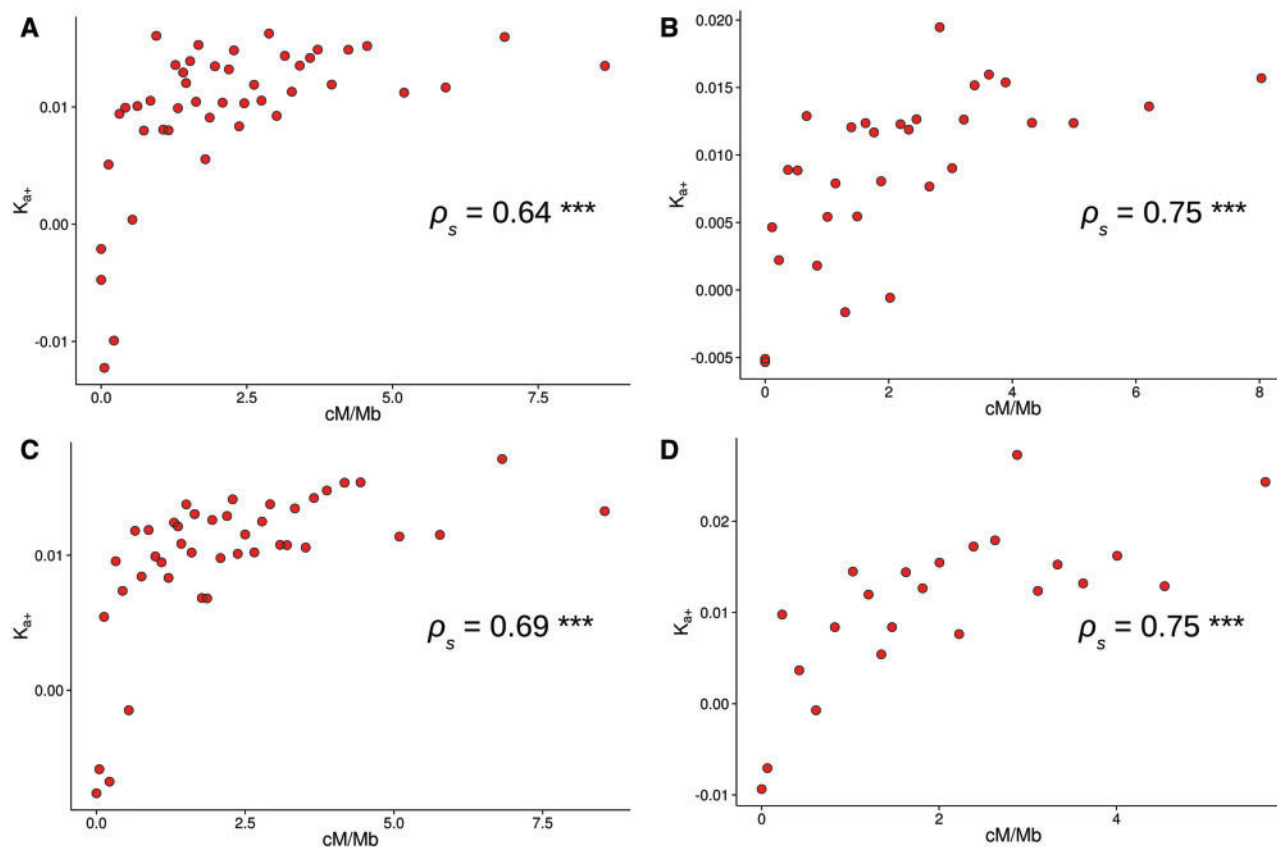 A
0.01
0.00
-0.01
Ka+
ρs = 0.64 ***
0.0 2.5 5.0 7.5
cM/Mb
B
0.020
0.015
0.010
0.005
0.000
-0.005
Ka+
ρs = 0.75 ***
0 2 4 6 8
cM/Mb
C
0.01
0.00
Ka+
ρs = 0.69 ***
0.0 2.5 5.0 7.5
cM/Mb
D
0.02
0.01
0.00
-0.01
Ka+
ρs = 0.75 ***
0 2 4
cM/Mb